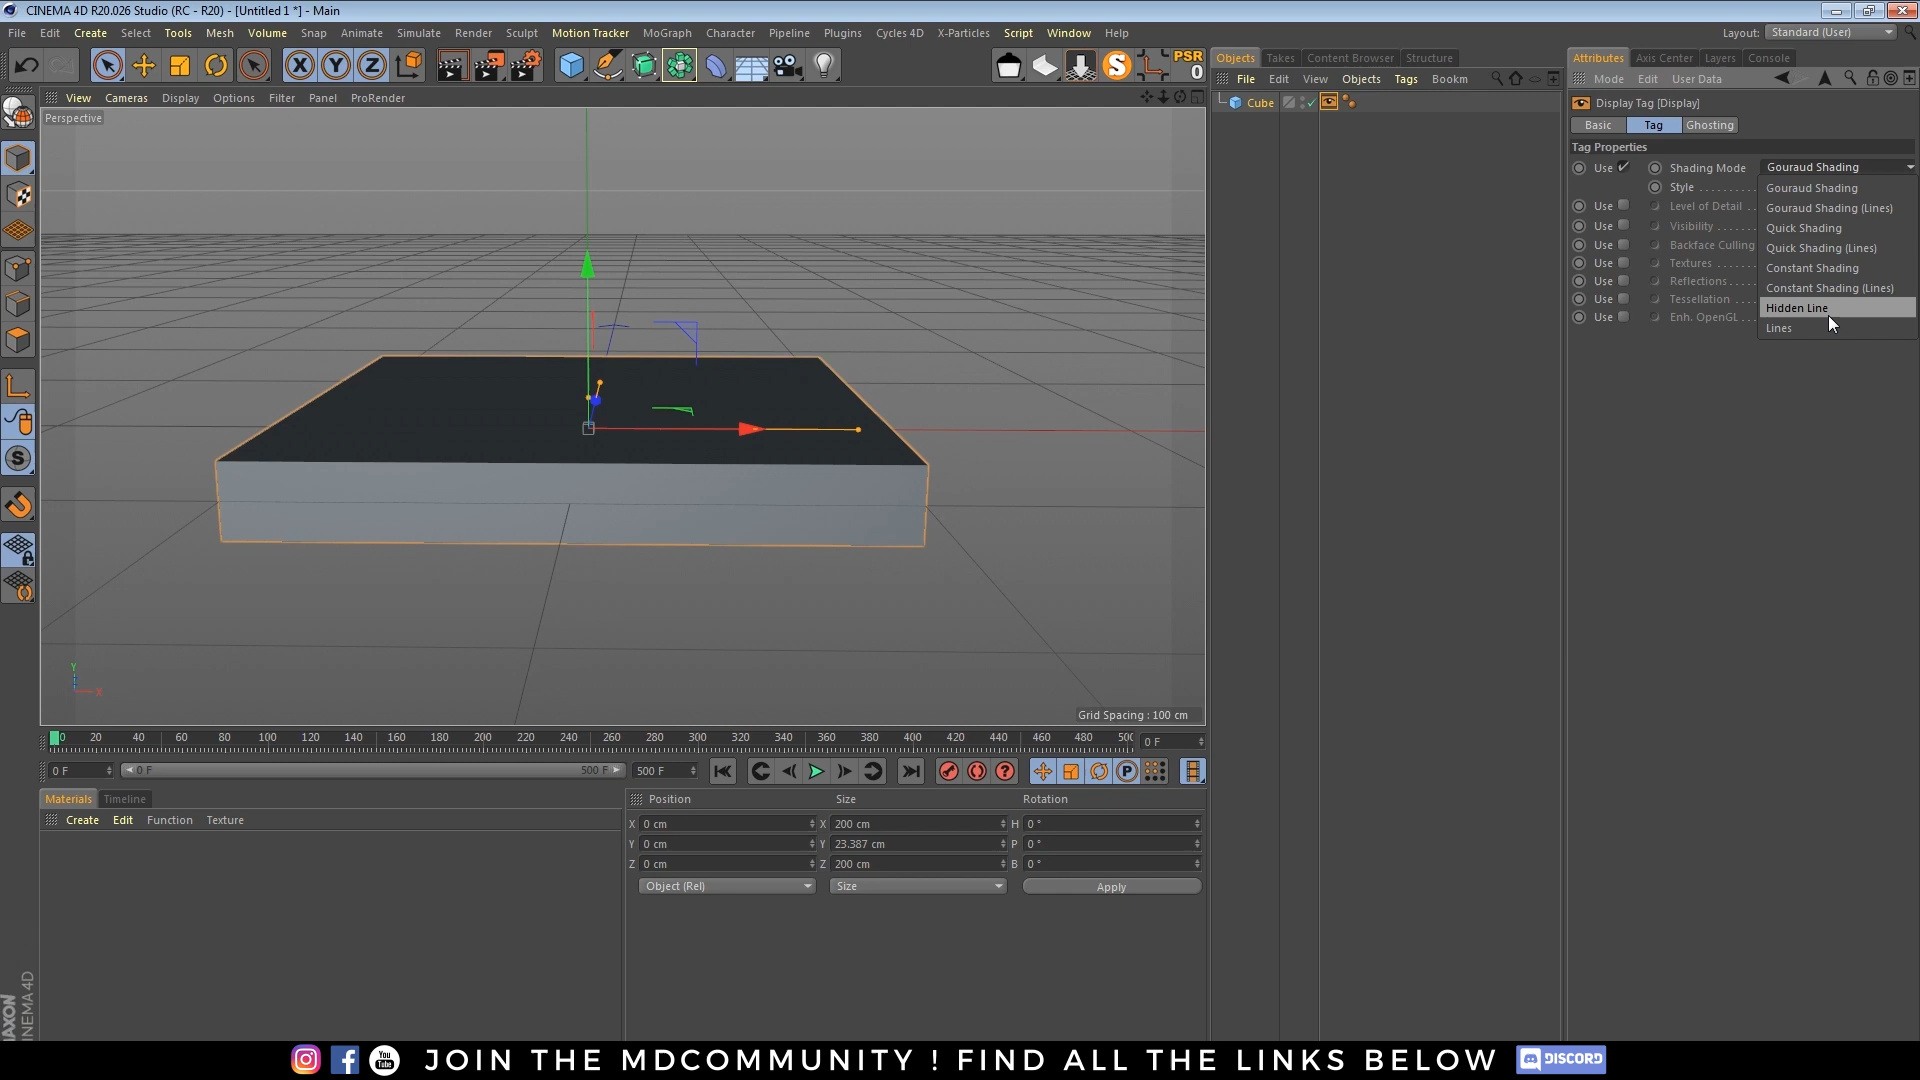 CINEMA 4D R20.026 Studio (RC - R20) - [Untitled 1 *] - Main
File Edit Create Select Tools Mesh Volume Snap Animate Simulate Render Sculpt Motion Tracker MoGraph Character Pipeline Plugins Cycles 4D X-Particles Script Window Help
Layout: Standard (User)
X Y Z
S
PSR
0
View Cameras Display Options Filter Panel ProRender
Perspective
Y
X
Grid Spacing : 100 cm
S
Objects Takes Content Browser Structure
File Edit View Objects Tags Bookm
Cube
Attributes Axis Center Layers Console
Mode Edit User Data
Display Tag [Display]
Basic Tag Ghosting
Tag Properties
Use Shading Mode Gouraud Shading
Style
Use Level of Detail
Use Visibility
Use Backface Culling
Use Textures
Use Reflections
Use Tessellation
Use Enh. OpenGL
Gouraud Shading
Gouraud Shading (Lines)
Quick Shading
Quick Shading (Lines)
Constant Shading
Constant Shading (Lines)
Hidden Line
Lines
0 20 40 60 80 100 120 140 160 180 200 220 240 260 280 300 320 340 360 380 400 420 440 460 480 500
0 F
0 F 0 F 500 F 500 F
? P
Materials Timeline
Create Edit Function Texture
Position Size Rotation
X 0 cm X 200 cm H 0 °
Y 0 cm Y 23.387 cm P 0 °
Z 0 cm Z 200 cm B 0 °
Object (Rel) Size Apply
MAXON
CINEMA 4D
You Tube JOIN THE MDCOMMUNITY ! FIND ALL THE LINKS BELOW DISCORD